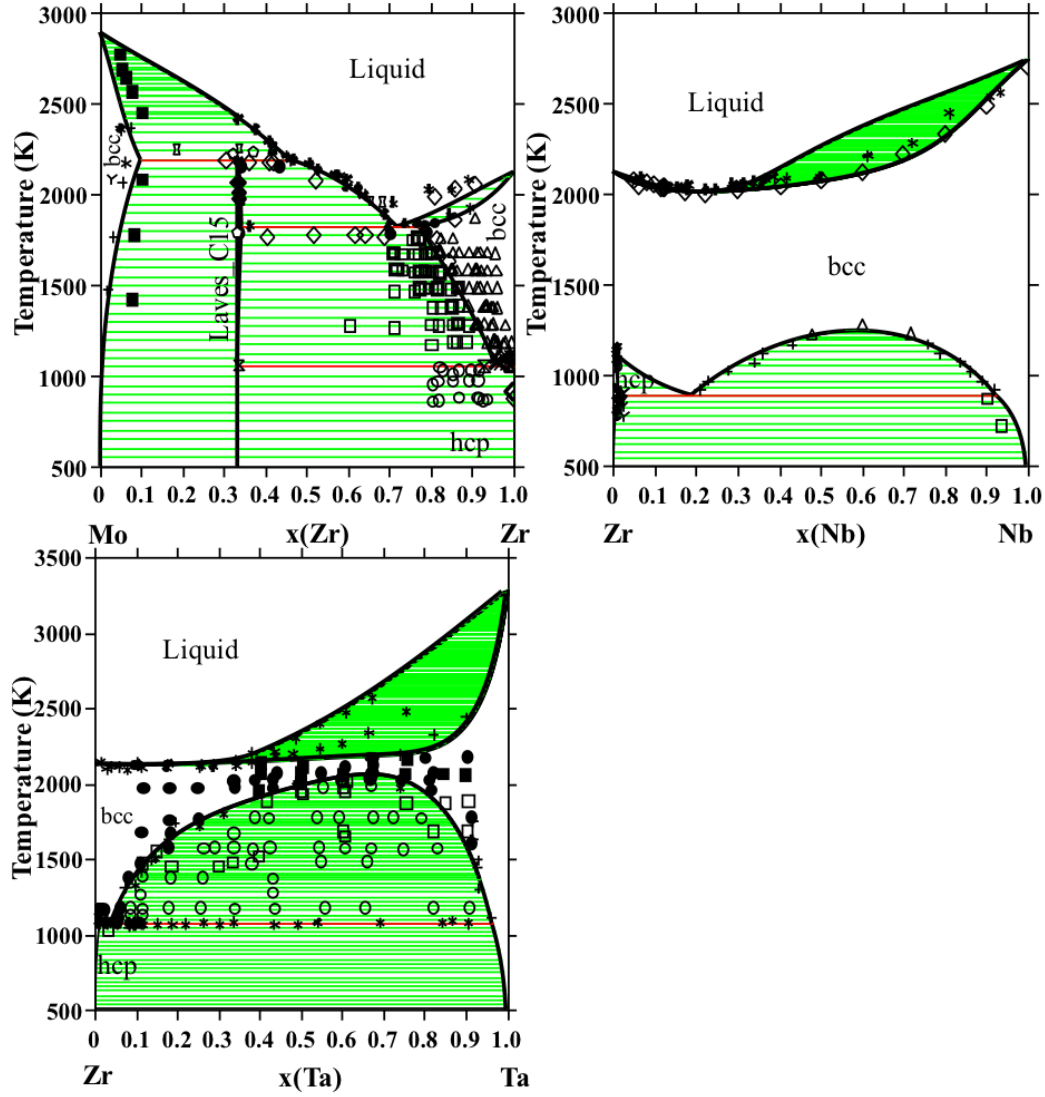 3000
2500
2000
1500
1000
500
Temperature (K)
Liquid
bcc
Laves_C15
bcc
hcp
0 0.1 0.2 0.3 0.4 0.5 0.6 0.7 0.8 0.9 1.0
Mo x(Zr) Zr
3000
2500
2000
1500
1000
500
Temperature (K)
Liquid
bcc
hcp
0.0 0.1 0.2 0.3 0.4 0.5 0.6 0.7 0.8 0.9 1.0
Zr x(Nb) Nb
3500
3000
2500
2000
1500
1000
500
Temperature (K)
Liquid
bcc
hcp
0 0.1 0.2 0.3 0.4 0.5 0.6 0.7 0.8 0.9 1.0
Zr x(Ta) Ta